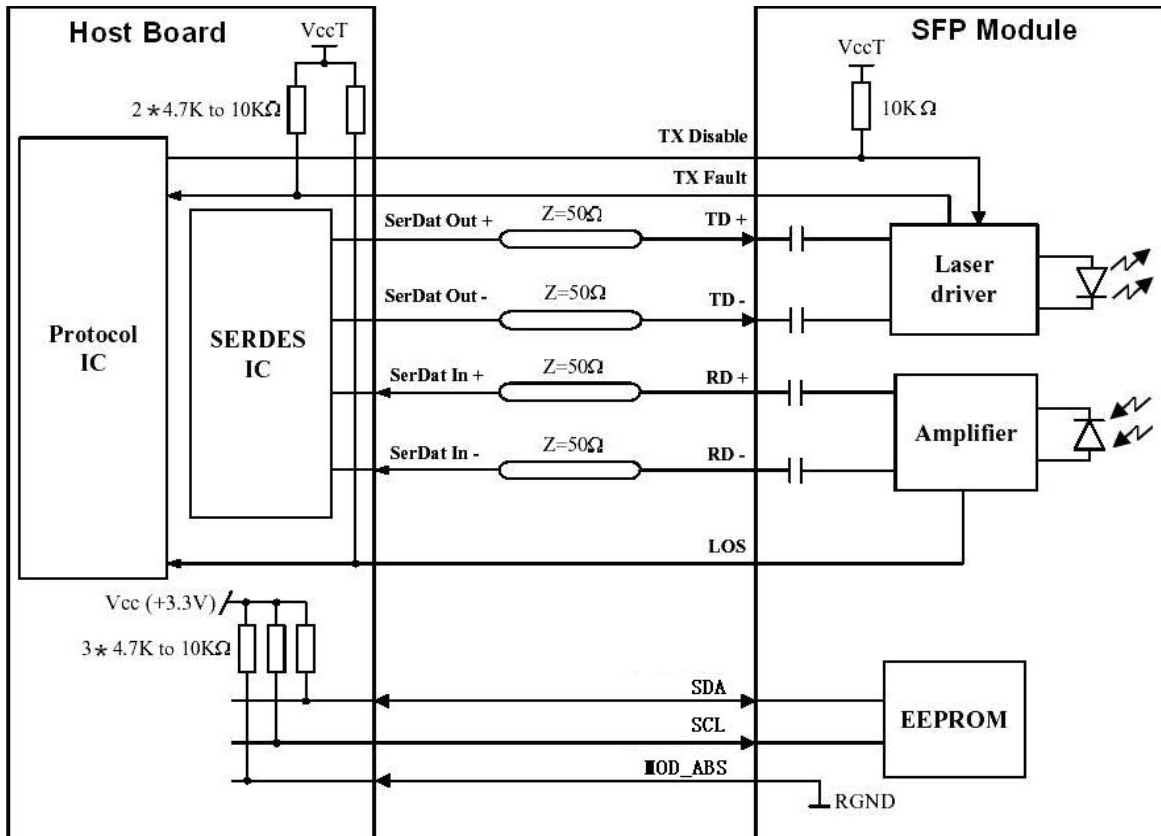 Host Board
SFP Module
VccT
VccT
2*4.7K to 10KΩ
10KΩ
TX Disable
TX Fault
SerDat Out +
Z=50Ω
TD +
SerDat Out -
Z=50Ω
TD -
Laser
driver
Protocol
IC
SERDES
IC
SerDat In +
Z=50Ω
RD +
SerDat In -
Z=50Ω
RD -
Amplifier
LOS
Vcc (+3.3V)
3*4.7K to 10KΩ
SDA
SCL
MOD_ABS
EEPROM
RGND